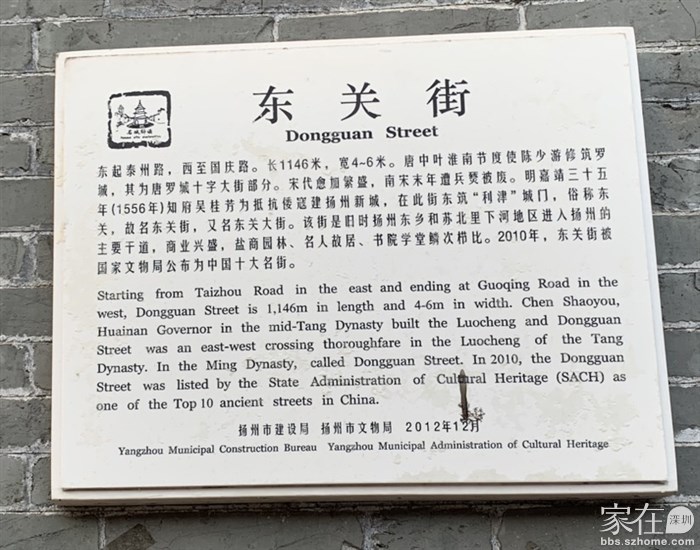 东关街
Dongguan Street
东起泰州路，西至国庆路。长1146米，宽4-6米。唐中叶淮南节度使陈少游修筑罗
城，其为唐罗城十字大街部分。宋代愈加繁盛，南宋末年遭兵燹被废。明嘉靖三十五
年(1556年)知府吴桂芳为抵抗倭寇建扬州新城，在此街东筑“利津”城门，俗称东
关，故名东关街，又名东关大街。该街是旧时扬州东乡和苏北里下河地区进入扬州的
主要干道，商业兴盛，盐商园林、名人故居、书院学堂鳞次栉比。2010年，东关街被
国家文物局公布为中国十大名街。
Starting from Taizhou Road in the east and ending at Guoqing Road in the
west, Dongguan Street is 1,146m in length and 4-6m in width. Chen Shaoyou,
Huainan Governor in the mid-Tang Dynasty built the Luocheng and Dongguan
Street was an east-west crossing thoroughfare in the Luocheng of the Tang
Dynasty. In the Ming Dynasty, called Dongguan Street. In 2010, the Dongguan
Street was listed by the State Administration of Cultural Heritage (SACH) as
one of the Top 10 ancient streets in China.
扬州市建设局 扬州市文物局 2012年12月
Yangzhou Municipal Construction Bureau Yangzhou Municipal Administration of Cultural Heritage
家在深圳
bbs.szhome.com